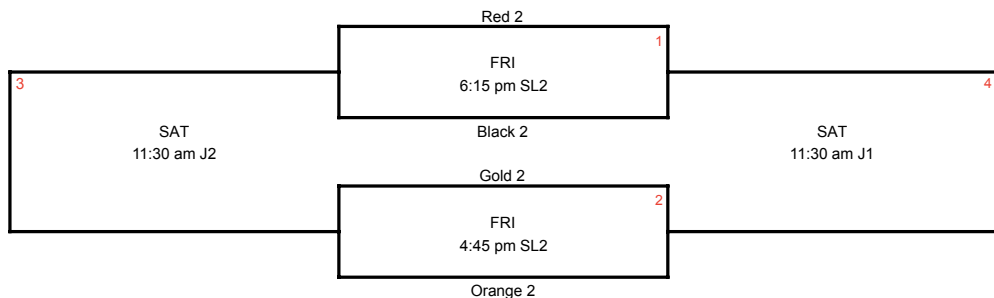 Red 2
1
FRI
6:15 pm SL2
3
4
SAT
11:30 am J2
Black 2
SAT
11:30 am J1
Gold 2
2
FRI
4:45 pm SL2
Orange 2